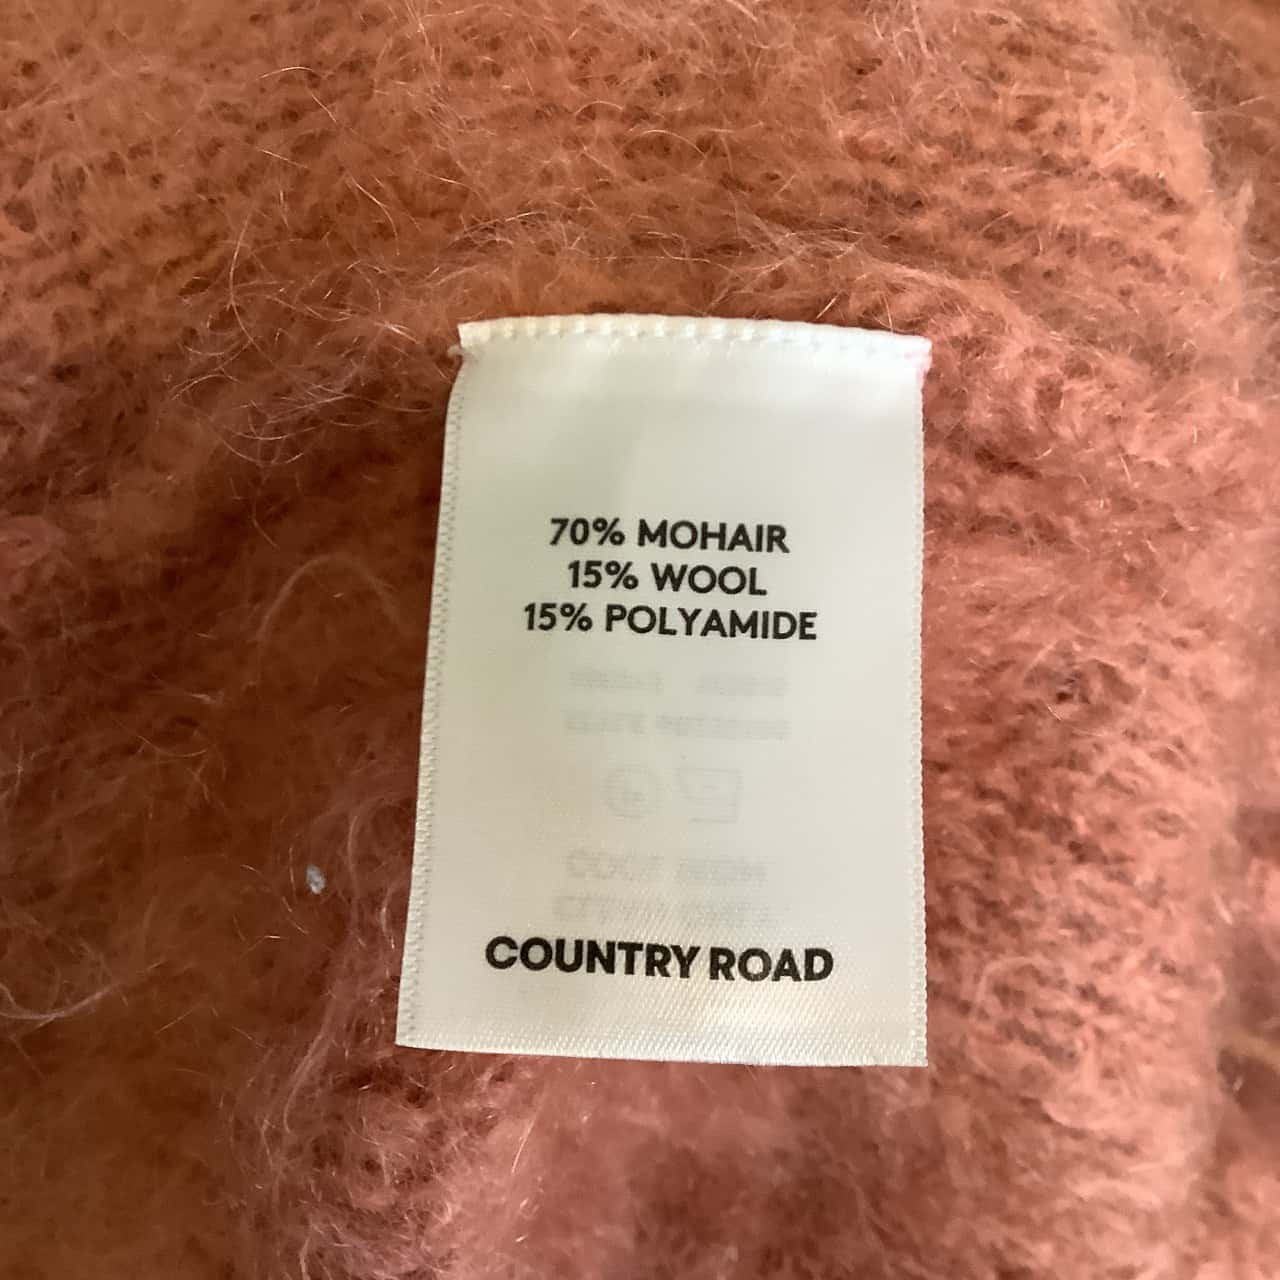 70% MOHAIR
15% WOOL
15% POLYAMIDE
COUNTRY ROAD